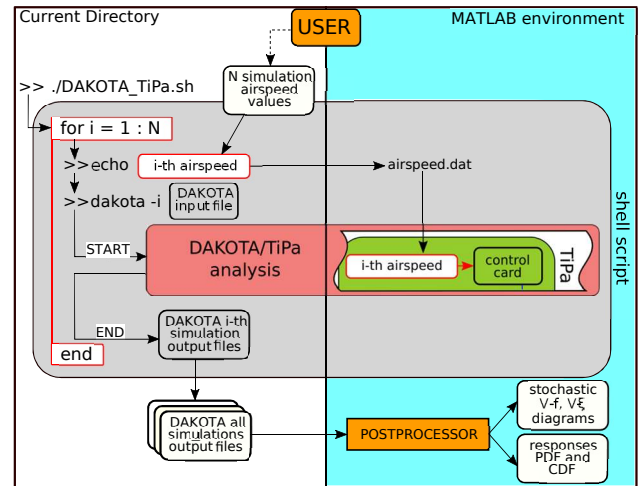 Current Directory
USER
MATLAB environment
N simulation
airspeed
values
>> ./DAKOTA_TiPa.sh
for i = 1 : N
>>echo
i-th airspeed
airspeed.dat
>>dakota -i
DAKOTA
input file
shell script
START
DAKOTA/TiPa
analysis
i-th airspeed
control
card
TiPa
END
DAKOTA i-th
simulation
output files
end
DAKOTA all
simulations
output files
POSTPROCESSOR
stochastic
V-f, V-ξ
diagrams
responses
PDF and
CDF